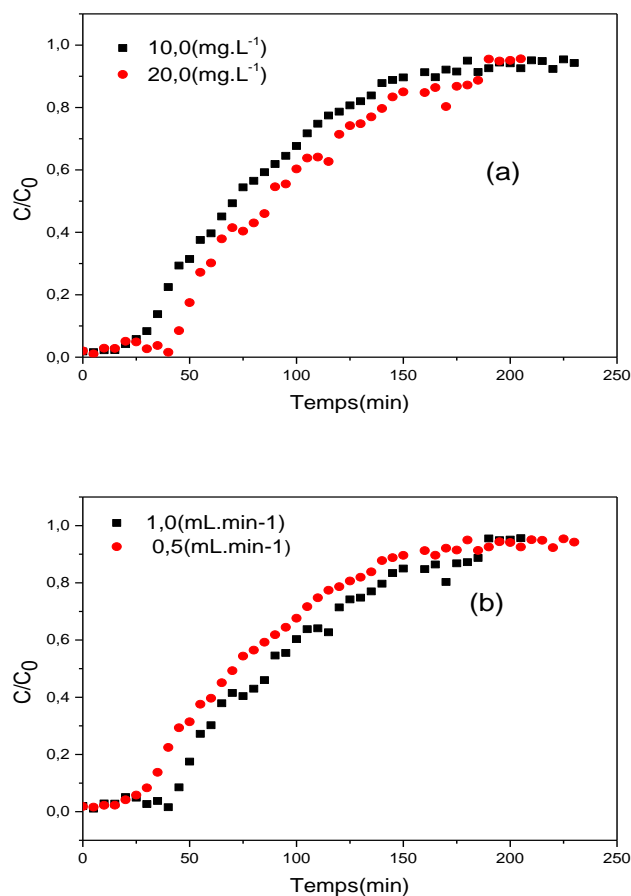 1,0
0,8
0,6
0,4
0,2
0,0
C/C₀
10,0(mg.L⁻¹)
20,0(mg.L⁻¹)
(a)
0 50 100 150 200 250
Temps(min)
1,0
0,8
0,6
0,4
0,2
0,0
C/C₀
1,0(mL.min-1)
0,5(mL.min-1)
(b)
0 50 100 150 200 250
Temps(min)